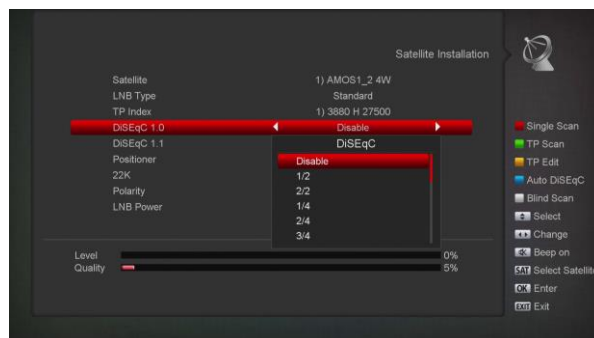 Satellite Installation
Satellite 1) AMOS1_2 4W
LNB Type Standard
TP Index 1) 3880 H 27500
DiSEqC 1.0 Disable
DiSEqC 1.1 DiSEqC
Positioner Disable
22K 1/2
Polarity 2/2
LNB Power 1/4
2/4
3/4
Level 0%
Quality 5%
Single Scan
TP Scan
TP Edit
Auto DiSEqC
Blind Scan
Select
Change
Beep on
SAT Select Satellite
OK Enter
EXIT Exit